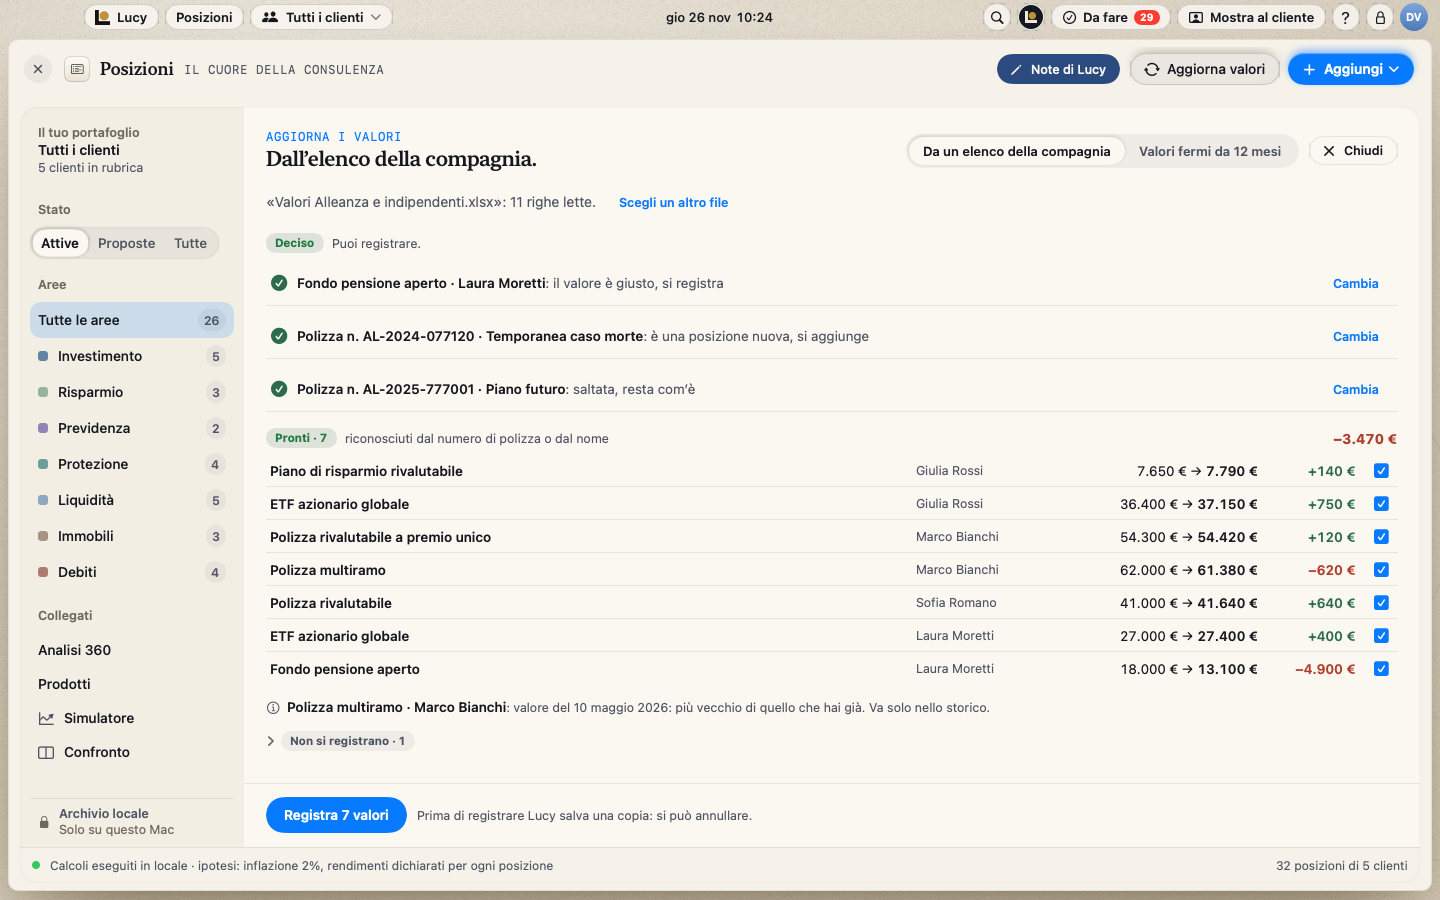 Lucy
Posizioni
Tutti i clienti
gio 26 nov 10:24
Da fare 29
Mostra al cliente
?
DV
Posizioni
IL CUORE DELLA CONSULENZA
Note di Lucy
Aggiorna valori
+ Aggiungi
Il tuo portafoglio
Tutti i clienti
5 clienti in rubrica
Stato
Attive
Proposte
Tutte
Aree
Tutte le aree 26
Investimento 5
Risparmio 3
Previdenza 2
Protezione 4
Liquidità 5
Immobili 3
Debiti 4
Collegati
Analisi 360
Prodotti
Simulatore
Confronto
Archivio locale
Solo su questo Mac
AGGIORNA I VALORI
Dall’elenco della compagnia.
Da un elenco della compagnia
Valori fermi da 12 mesi
Chiudi
«Valori Alleanza e indipendenti.xlsx»: 11 righe lette.
Scegli un altro file
Deciso Puoi registrare.
Fondo pensione aperto · Laura Moretti: il valore è giusto, si registra Cambia
Polizza n. AL-2024-077120 · Temporanea caso morte: è una posizione nuova, si aggiunge Cambia
Polizza n. AL-2025-777001 · Piano futuro: saltata, resta com’è Cambia
Pronti · 7 riconosciuti dal numero di polizza o dal nome −3.470 €
Piano di risparmio rivalutabile Giulia Rossi 7.650 € → 7.790 € +140 €
ETF azionario globale Giulia Rossi 36.400 € → 37.150 € +750 €
Polizza rivalutabile a premio unico Marco Bianchi 54.300 € → 54.420 € +120 €
Polizza multiramo Marco Bianchi 62.000 € → 61.380 € −620 €
Polizza rivalutabile Sofia Romano 41.000 € → 41.640 € +640 €
ETF azionario globale Laura Moretti 27.000 € → 27.400 € +400 €
Fondo pensione aperto Laura Moretti 18.000 € → 13.100 € −4.900 €
Polizza multiramo · Marco Bianchi: valore del 10 maggio 2026: più vecchio di quello che hai già. Va solo nello storico.
Non si registrano · 1
Registra 7 valori
Prima di registrare Lucy salva una copia: si può annullare.
Calcoli eseguiti in locale · ipotesi: inflazione 2%, rendimenti dichiarati per ogni posizione
32 posizioni di 5 clienti